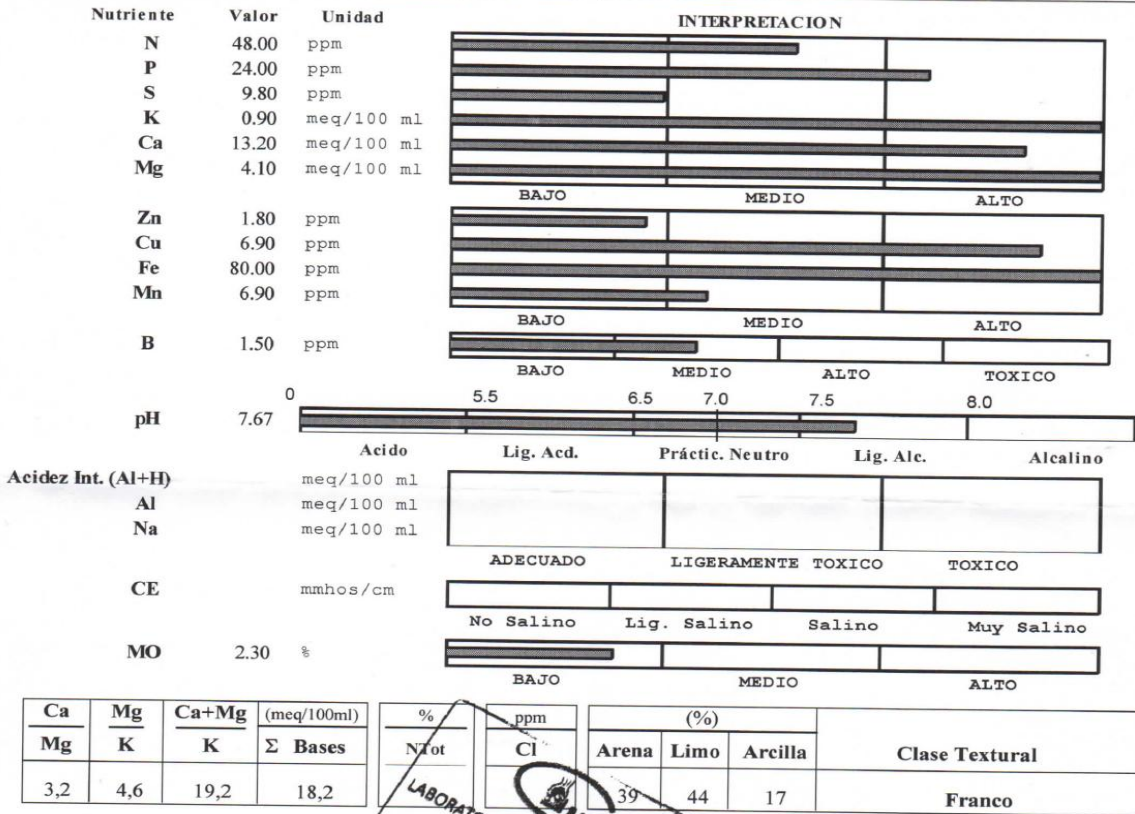 Nutriente Valor Unidad INTERPRETACION
N 48.00 ppm
P 24.00 ppm
S 9.80 ppm
K 0.90 meq/100 ml
Ca 13.20 meq/100 ml
Mg 4.10 meq/100 ml
BAJO MEDIO ALTO
Zn 1.80 ppm
Cu 6.90 ppm
Fe 80.00 ppm
Mn 6.90 ppm
BAJO MEDIO ALTO
B 1.50 ppm
BAJO MEDIO ALTO TOXICO
0 5.5 6.5 7.0 7.5 8.0
pH 7.67
Acido Lig. Acd. Práctic. Neutro Lig. Alc. Alcalino
Acidez Int. (Al+H) meq/100 ml
Al meq/100 ml
Na meq/100 ml
ADECUADO LIGERAMENTE TOXICO TOXICO
CE mmhos/cm
No Salino Lig. Salino Salino Muy Salino
MO 2.30 %
BAJO MEDIO ALTO
Ca Mg Ca+Mg (meq/100ml) % ppm (%)
Mg K K Σ Bases NTot Cl Arena Limo Arcilla Clase Textural
3,2 4,6 19,2 18,2 39 44 17 Franco